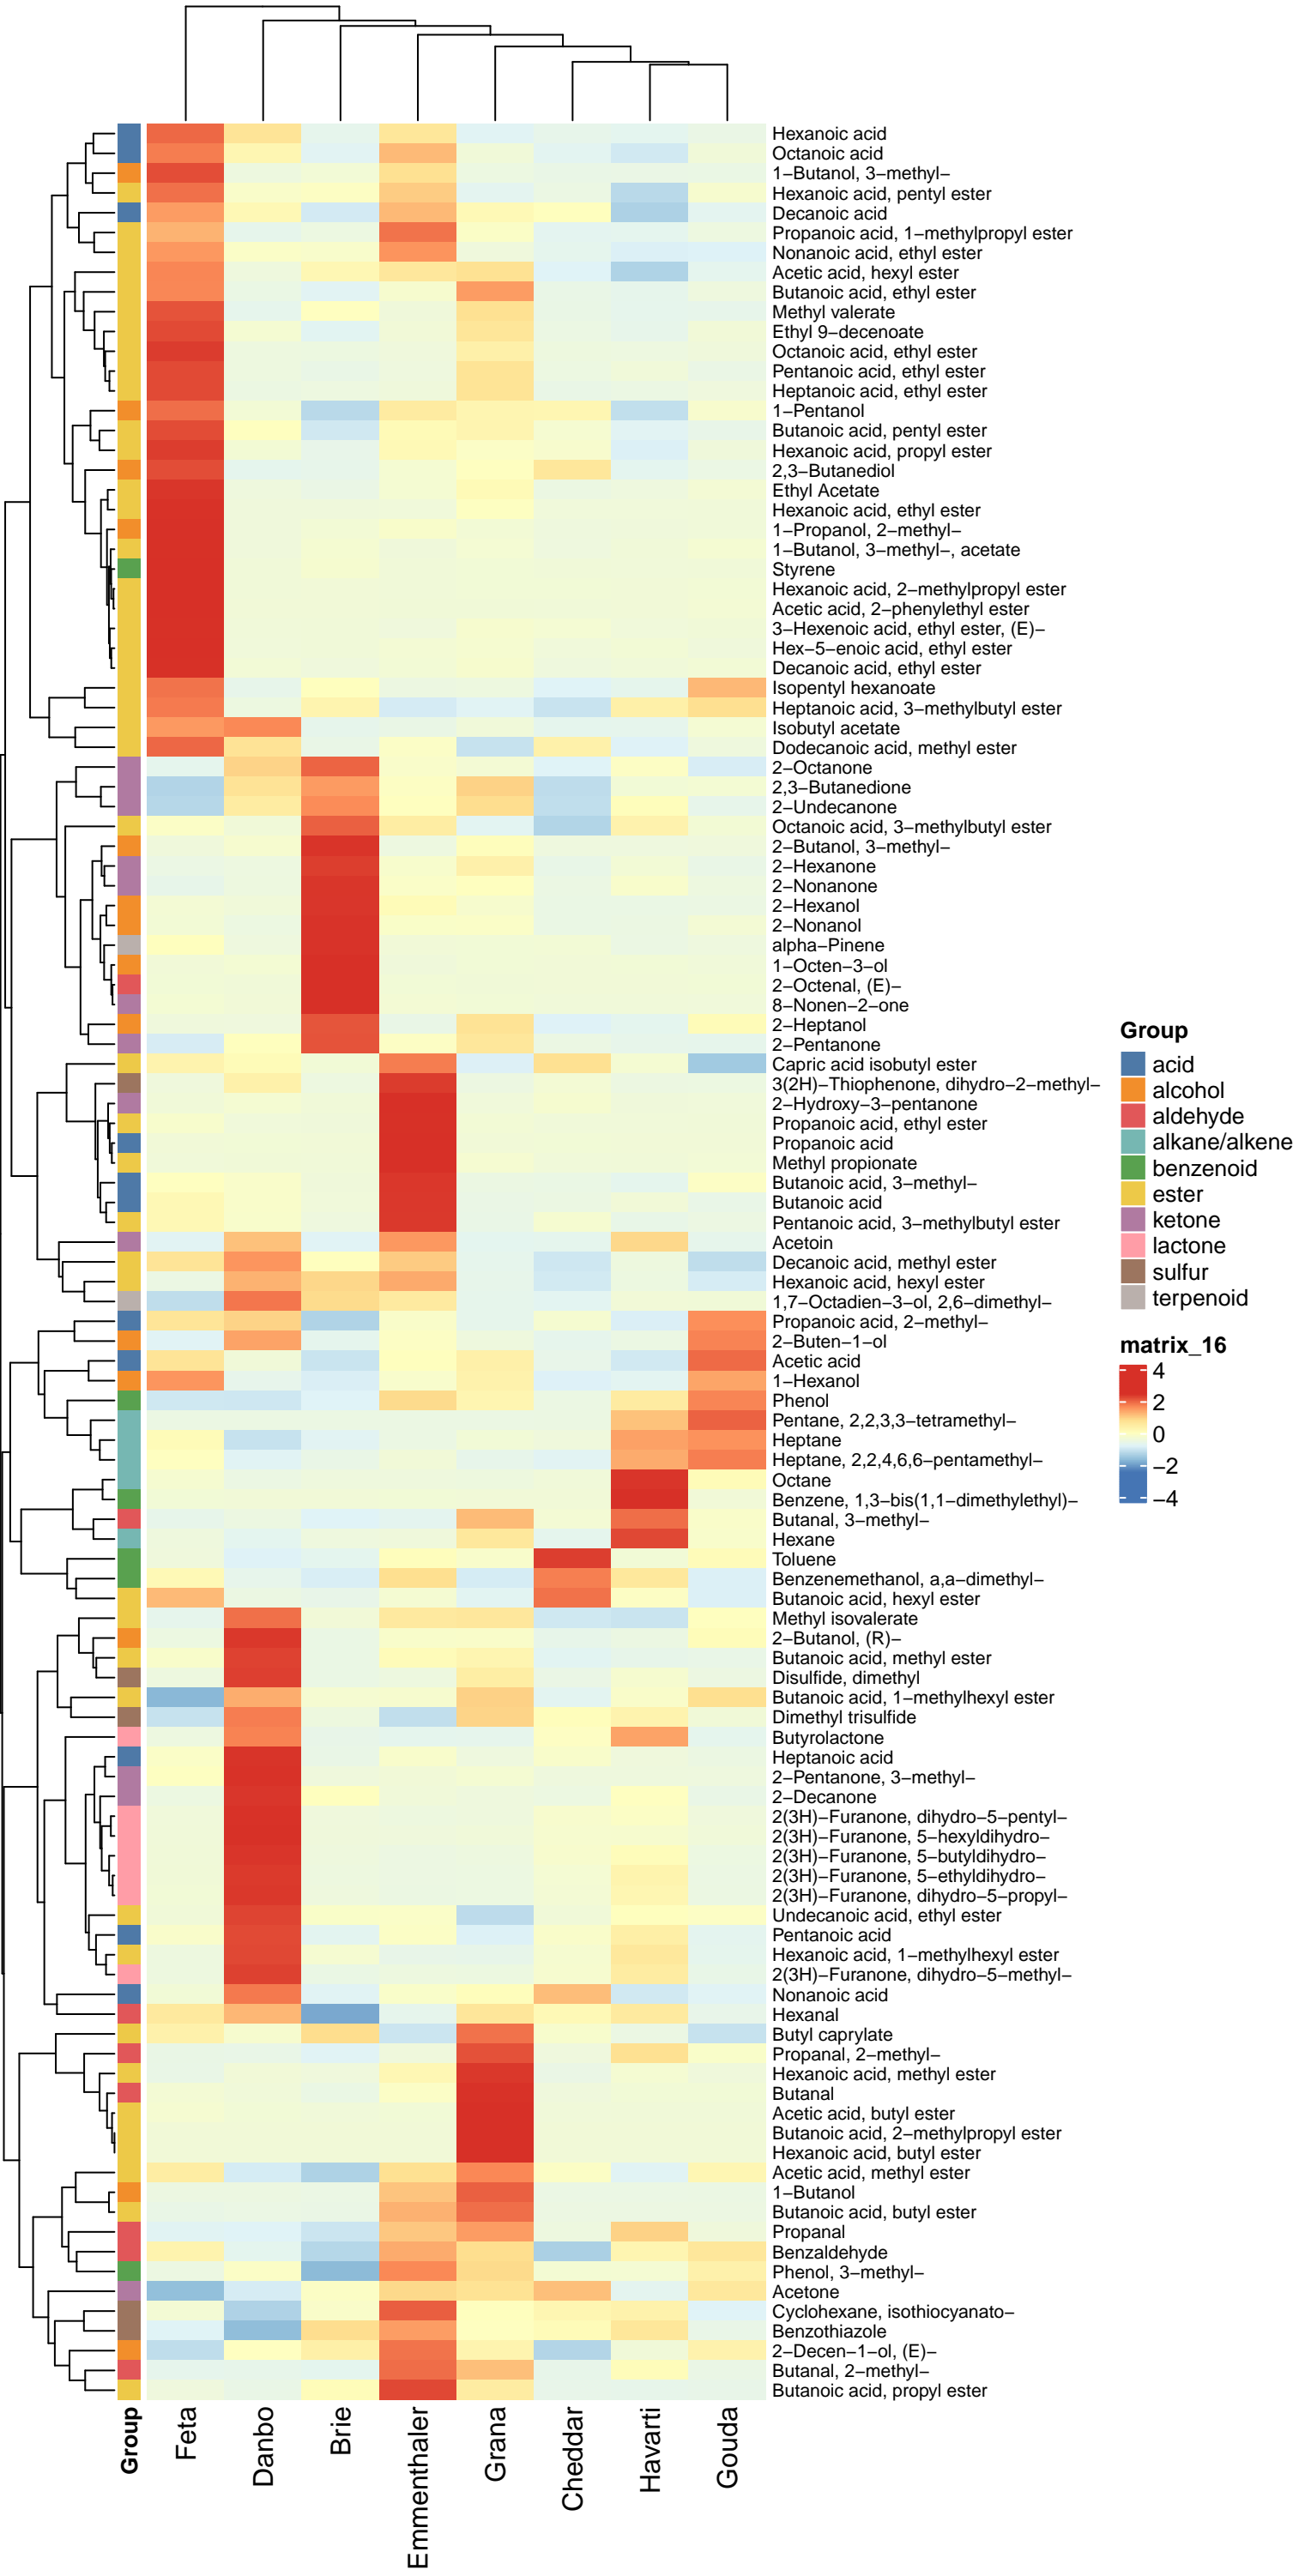 Hexanoic acid
Octanoic acid
1−Butanol, 3−methyl−
Hexanoic acid, pentyl ester
Decanoic acid
Propanoic acid, 1−methylpropyl ester
Nonanoic acid, ethyl ester
Acetic acid, hexyl ester
Butanoic acid, ethyl ester
Methyl valerate
Ethyl 9−decenoate
Octanoic acid, ethyl ester
Pentanoic acid, ethyl ester
Heptanoic acid, ethyl ester
1−Pentanol
Butanoic acid, pentyl ester
Hexanoic acid, propyl ester
2,3−Butanediol
Ethyl Acetate
Hexanoic acid, ethyl ester
1−Propanol, 2−methyl−
1−Butanol, 3−methyl−, acetate
Styrene
Hexanoic acid, 2−methylpropyl ester
Acetic acid, 2−phenylethyl ester
3−Hexenoic acid, ethyl ester, (E)−
Hex−5−enoic acid, ethyl ester
Decanoic acid, ethyl ester
Isopentyl hexanoate
Heptanoic acid, 3−methylbutyl ester
Isobutyl acetate
Dodecanoic acid, methyl ester
2−Octanone
2,3−Butanedione
2−Undecanone
Octanoic acid, 3−methylbutyl ester
2−Butanol, 3−methyl−
2−Hexanone
2−Nonanone
2−Hexanol
2−Nonanol
alpha−Pinene
1−Octen−3−ol
2−Octenal, (E)−
8−Nonen−2−one
2−Heptanol
2−Pentanone
Capric acid isobutyl ester
3(2H)−Thiophenone, dihydro−2−methyl−
2−Hydroxy−3−pentanone
Propanoic acid, ethyl ester
Propanoic acid
Methyl propionate
Butanoic acid, 3−methyl−
Butanoic acid
Pentanoic acid, 3−methylbutyl ester
Acetoin
Decanoic acid, methyl ester
Hexanoic acid, hexyl ester
1,7−Octadien−3−ol, 2,6−dimethyl−
Propanoic acid, 2−methyl−
2−Buten−1−ol
Acetic acid
1−Hexanol
Phenol
Pentane, 2,2,3,3−tetramethyl−
Heptane
Heptane, 2,2,4,6,6−pentamethyl−
Octane
Benzene, 1,3−bis(1,1−dimethylethyl)−
Butanal, 3−methyl−
Hexane
Toluene
Benzenemethanol, a,a−dimethyl−
Butanoic acid, hexyl ester
Methyl isovalerate
2−Butanol, (R)−
Butanoic acid, methyl ester
Disulfide, dimethyl
Butanoic acid, 1−methylhexyl ester
Dimethyl trisulfide
Butyrolactone
Heptanoic acid
2−Pentanone, 3−methyl−
2−Decanone
2(3H)−Furanone, dihydro−5−pentyl−
2(3H)−Furanone, 5−hexyldihydro−
2(3H)−Furanone, 5−butyldihydro−
2(3H)−Furanone, 5−ethyldihydro−
2(3H)−Furanone, dihydro−5−propyl−
Undecanoic acid, ethyl ester
Pentanoic acid
Hexanoic acid, 1−methylhexyl ester
2(3H)−Furanone, dihydro−5−methyl−
Nonanoic acid
Hexanal
Butyl caprylate
Propanal, 2−methyl−
Hexanoic acid, methyl ester
Butanal
Acetic acid, butyl ester
Butanoic acid, 2−methylpropyl ester
Hexanoic acid, butyl ester
Acetic acid, methyl ester
1−Butanol
Butanoic acid, butyl ester
Propanal
Benzaldehyde
Phenol, 3−methyl−
Acetone
Cyclohexane, isothiocyanato−
Benzothiazole
2−Decen−1−ol, (E)−
Butanal, 2−methyl−
Butanoic acid, propyl ester
Group
Feta
Danbo
Brie
Emmenthaler
Grana
Cheddar
Havarti
Gouda
Group
acid
alcohol
aldehyde
alkane/alkene
benzenoid
ester
ketone
lactone
sulfur
terpenoid
matrix_16
4
2
0
−2
−4